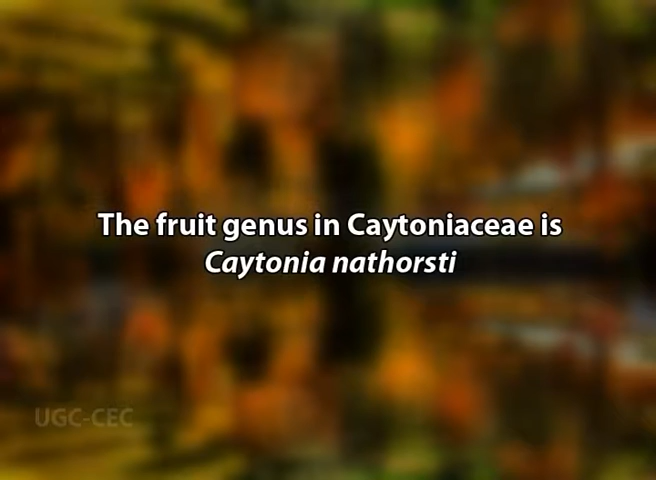 The fruit genus in Caytoniaceae is
Caytonia nathorsti
UGC-CEC